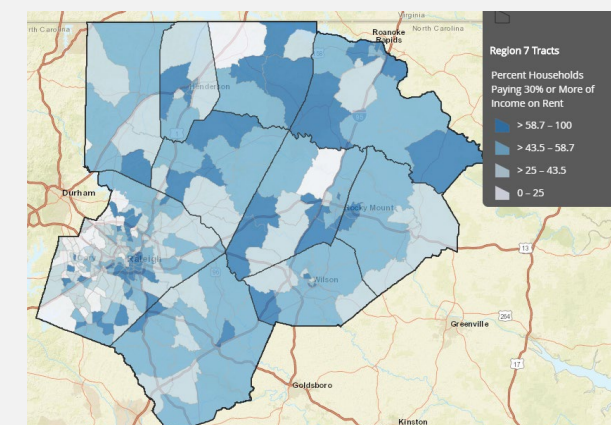 Virginia
rth Carolina
North Carolina
Roanoke
Rapids
Region 7 Tracts
Percent Households
Paying 30% or More of
Income on Rent
> 58.7 – 100
> 43.5 – 58.7
> 25 – 43.5
0 – 25
Henderson
Durham
Rocky Mount
Raleigh
Wilson
13
Greenville
264
17
Goldsboro
Kinston